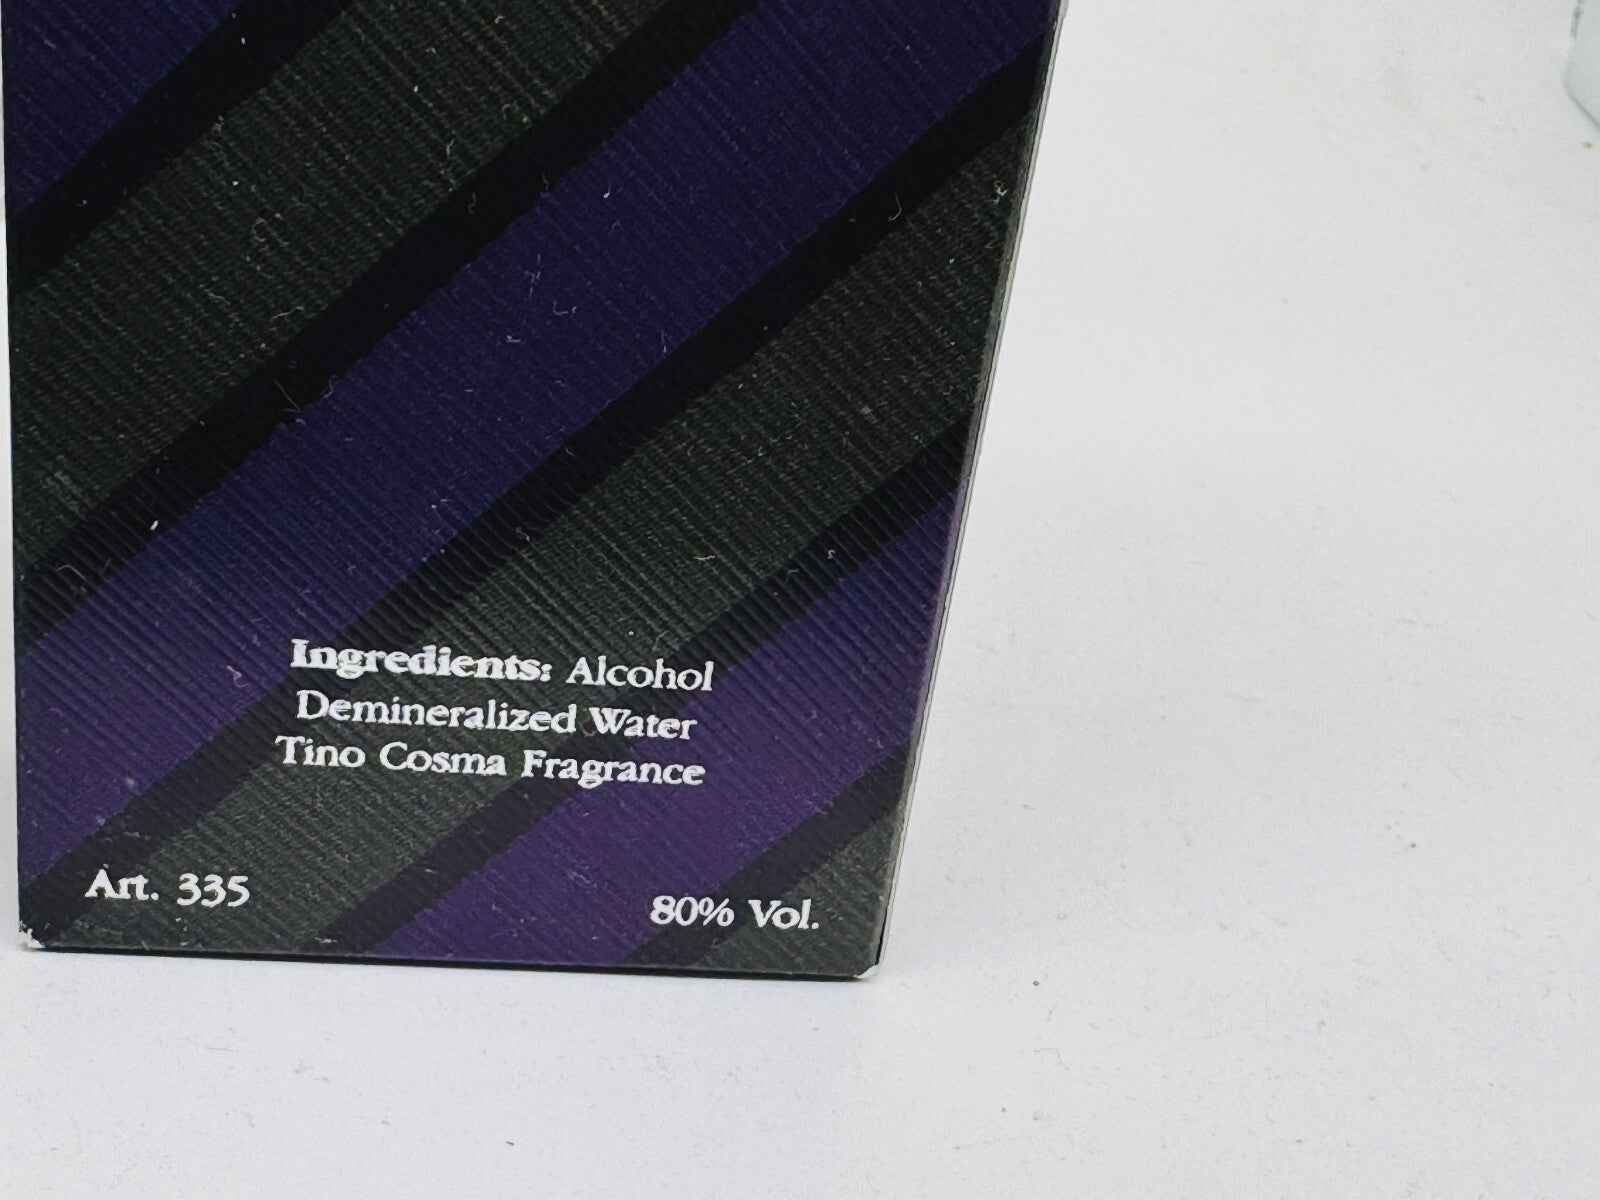 Ingredients: Alcohol
Demineralized Water
Tino Cosma Fragrance
Art. 335
80% Vol.